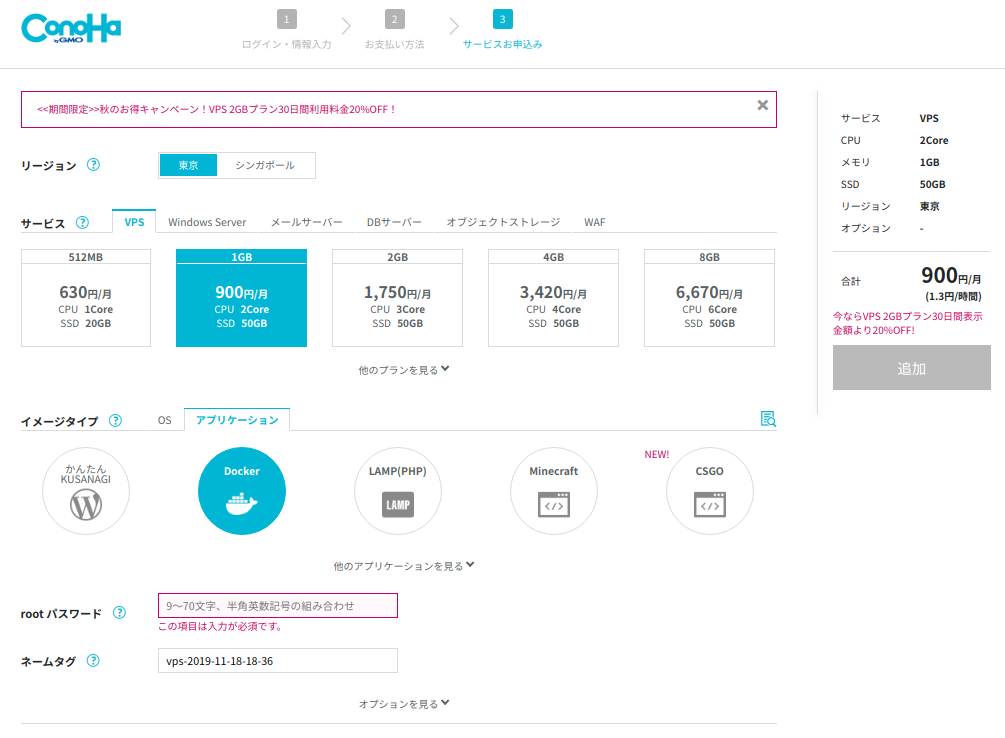 ConoHa
by GMO
1 2 3
ログイン・情報入力 お支払い方法 サービスお申込み
<<期間限定>>秋のお得キャンペーン！VPS 2GBプラン30日間利用料金20%OFF！
リージョン ? 東京 シンガポール
サービス ? VPS Windows Server メールサーバー DBサーバー オブジェクトストレージ WAF
512MB 1GB 2GB 4GB 8GB
630円/月 900円/月 1,750円/月 3,420円/月 6,670円/月
CPU 1Core CPU 2Core CPU 3Core CPU 4Core CPU 6Core
SSD 20GB SSD 50GB SSD 50GB SSD 50GB SSD 50GB
他のプランを見る
イメージタイプ ? OS アプリケーション
NEW!
かんたん
KUSANAGI Docker LAMP(PHP) Minecraft CSGO
LAMP
他のアプリケーションを見る
root パスワード ? 9～70文字、半角英数記号の組み合わせ
この項目は入力が必須です。
ネームタグ ? vps-2019-11-18-18-36
オプションを見る
サービス VPS
CPU 2Core
メモリ 1GB
SSD 50GB
リージョン 東京
オプション -
合計 900円/月
(1.3円/時間)
今ならVPS 2GBプラン30日間表示
金額より20%OFF!
追加